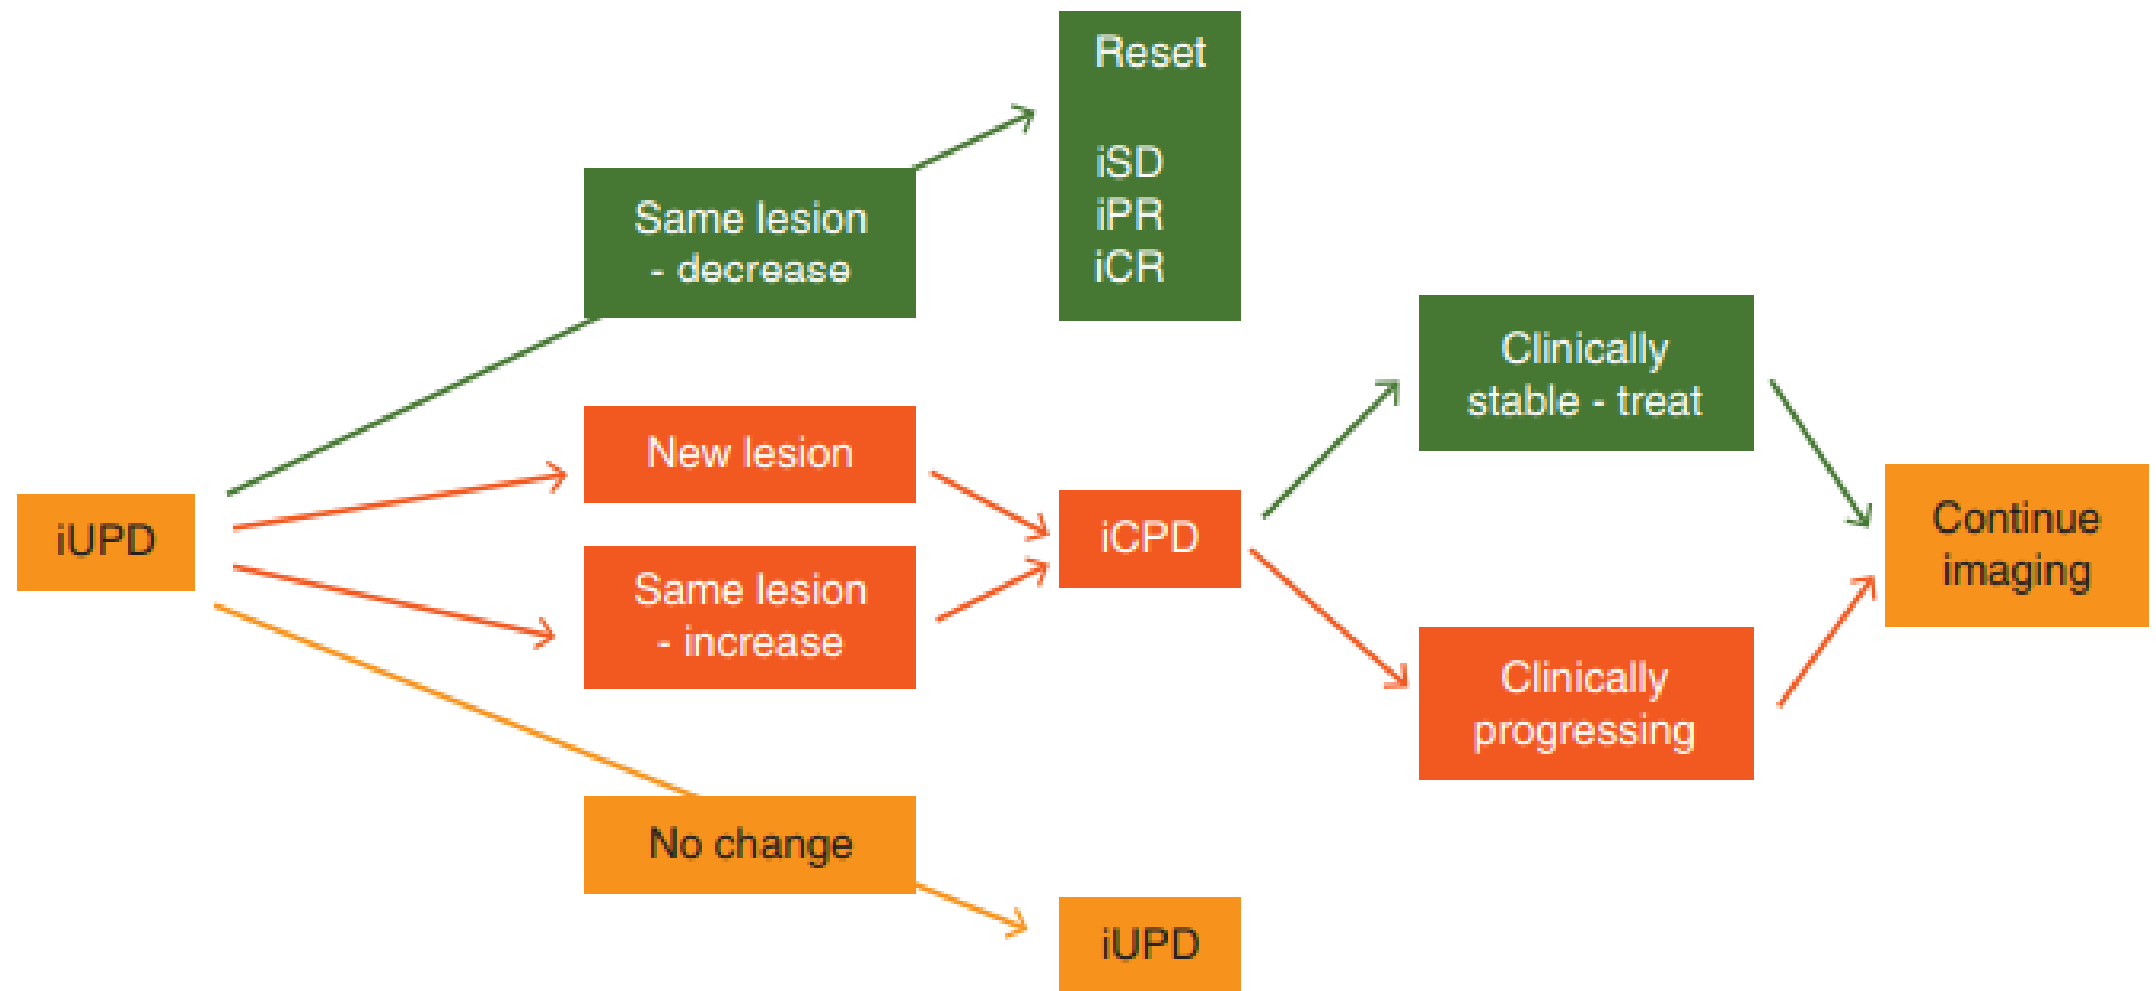 iUPD
Same lesion
- decrease
New lesion
Same lesion
- increase
No change
Reset
iSD
iPR
iCR
iCPD
iUPD
Clinically
stable - treat
Clinically
progressing
Continue
imaging